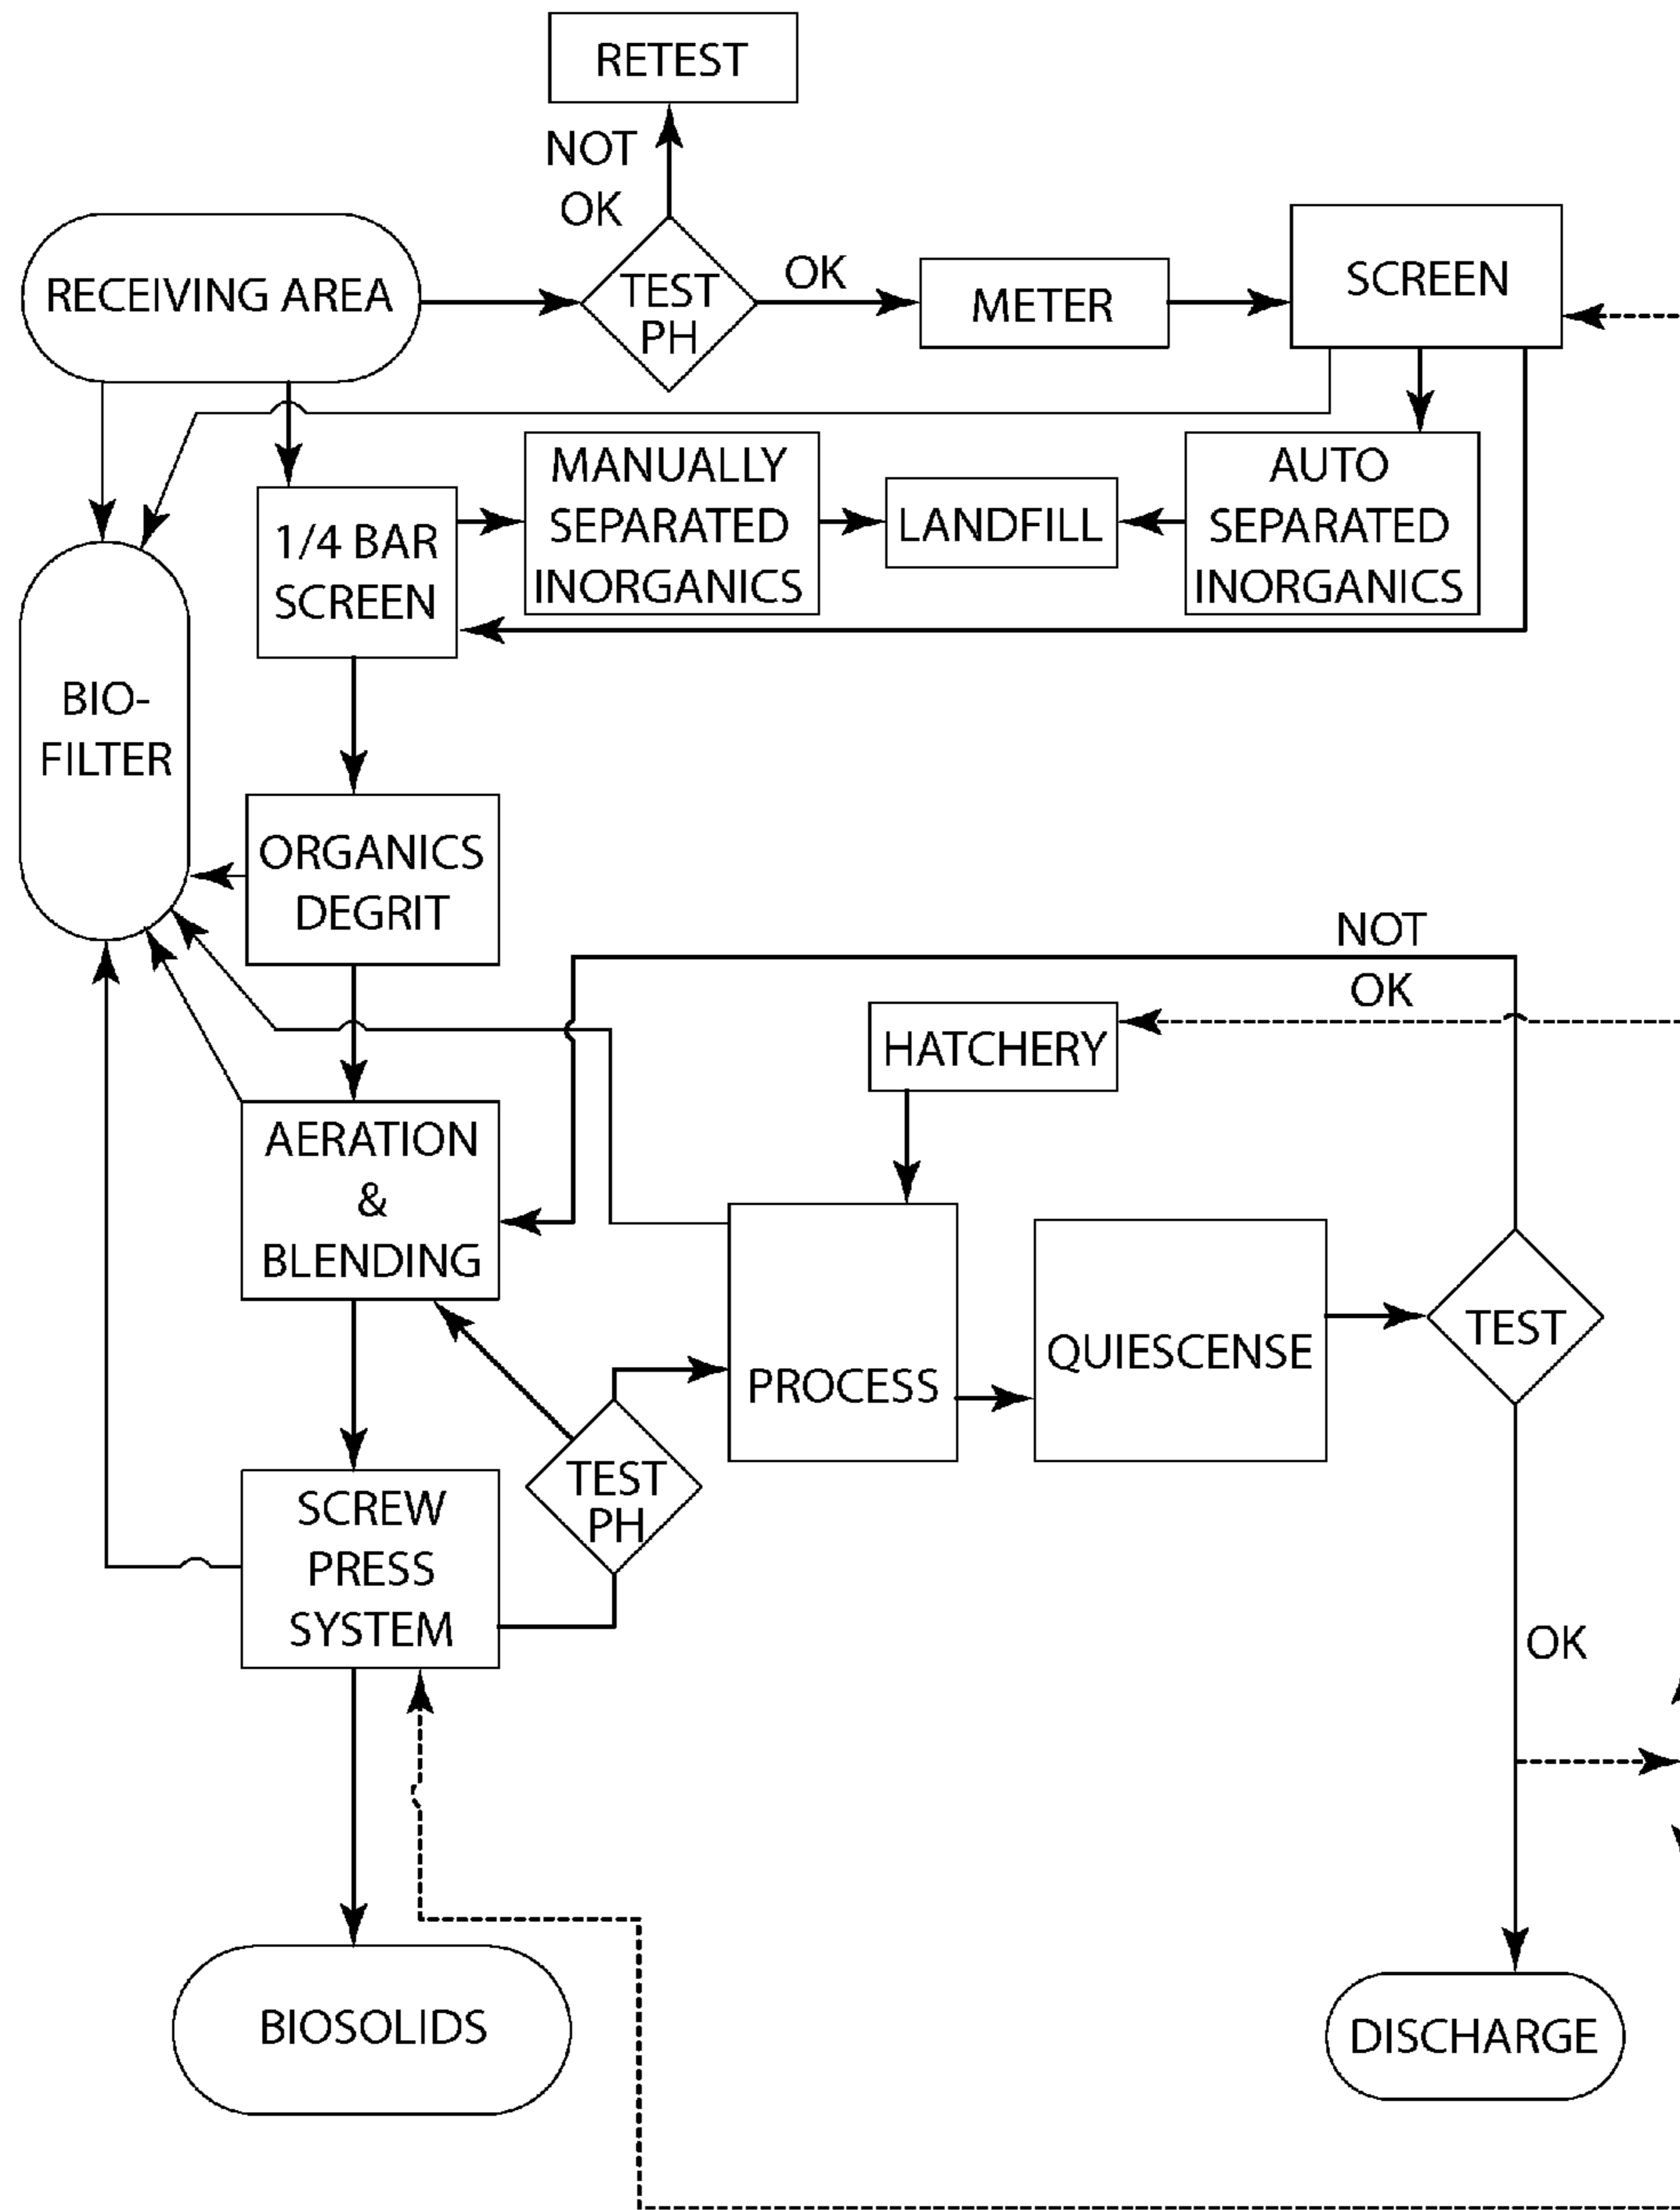 RETEST
NOT
OK
RECEIVING AREA
TEST
PH
OK
METER
SCREEN
1/4 BAR
SCREEN
MANUALLY
SEPARATED
INORGANICS
LANDFILL
AUTO
SEPARATED
INORGANICS
BIO-
FILTER
ORGANICS
DEGRIT
NOT
OK
HATCHERY
AERATION
&
BLENDING
PROCESS
QUIESCENSE
TEST
TEST
PH
SCREW
PRESS
SYSTEM
OK
BIOSOLIDS
DISCHARGE